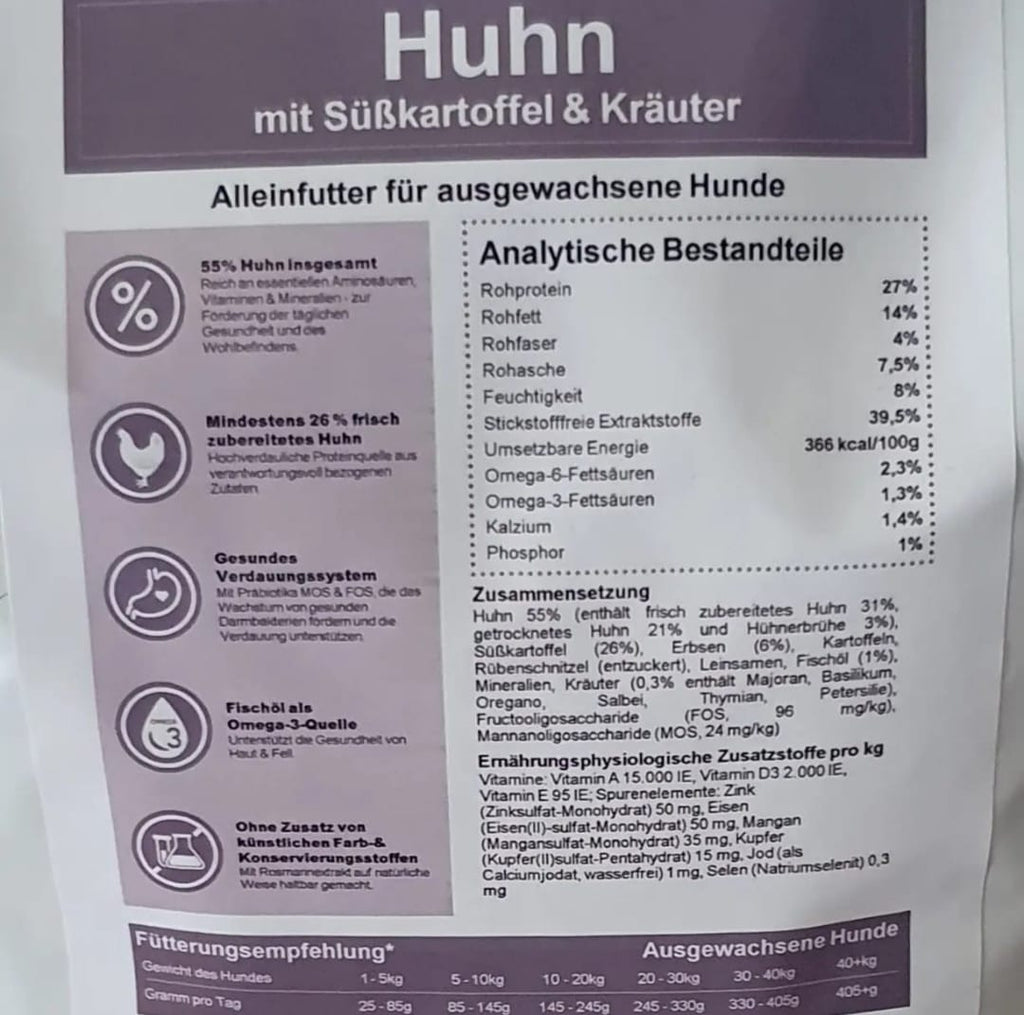 Huhn
mit Süßkartoffel & Kräuter
Alleinfutter für ausgewachsene Hunde
55% Huhn insgesamt
Reich an essentiellen Aminosäuren,
Vitaminen & Mineralien - zur
Förderung der täglichen
Gesundheit und des
Wohlbefindens.
Mindestens 26 % frisch
zubereitetes Huhn
Hochverdauliche Proteinquelle aus
verantwortungsvoll bezogenen
Zutaten
Gesundes
Verdauungssystem
Mit Präbiotika MOS & FOS, die das
Wachstum von gesunden
Darmbakterien fördern und die
Verdauung unterstützen.
OMEGA
3
Fischöl als
Omega-3-Quelle
Unterstützt die Gesundheit von
Haut & Fell.
Ohne Zusatz von
künstlichen Farb-&
Konservierungsstoffen
Mit Rosmarinextrakt auf natürliche
Weise haltbar gemacht.
Analytische Bestandteile
Rohprotein 27%
Rohfett 14%
Rohfaser 4%
Rohasche 7,5%
Feuchtigkeit 8%
Stickstofffreie Extraktstoffe 39,5%
Umsetzbare Energie 366 kcal/100g
Omega-6-Fettsäuren 2,3%
Omega-3-Fettsäuren 1,3%
Kalzium 1,4%
Phosphor 1%
Zusammensetzung
Huhn 55% (enthält frisch zubereitetes Huhn 31%,
getrocknetes Huhn 21% und Hühnerbrühe 3%),
Süßkartoffel (26%), Erbsen (6%), Kartoffeln,
Rübenschnitzel (entzuckert), Leinsamen, Fischöl (1%),
Mineralien, Kräuter (0,3% enthält Majoran, Basilikum,
Oregano, Salbei, Thymian, Petersilie),
Fructooligosaccharide (FOS, 96 mg/kg),
Mannanoligosaccharide (MOS, 24 mg/kg)
Ernährungsphysiologische Zusatzstoffe pro kg
Vitamine: Vitamin A 15.000 IE, Vitamin D3 2.000 IE,
Vitamin E 95 IE; Spurenelemente: Zink
(Zinksulfat-Monohydrat) 50 mg, Eisen
(Eisen(II)-sulfat-Monohydrat) 50 mg, Mangan
(Mangansulfat-Monohydrat) 35 mg, Kupfer
(Kupfer(II)sulfat-Pentahydrat) 15 mg, Jod (als
Calciumjodat, wasserfrei) 1 mg, Selen (Natriumselenit) 0,3
mg
Fütterungsempfehlung* Ausgewachsene Hunde
Gewicht des Hundes 1 - 5kg 5 - 10kg 10 - 20kg 20 - 30kg 30 - 40kg 40+kg
Gramm pro Tag 25 - 85g 85 - 145g 145 - 245g 245 - 330g 330 - 405g 405+g